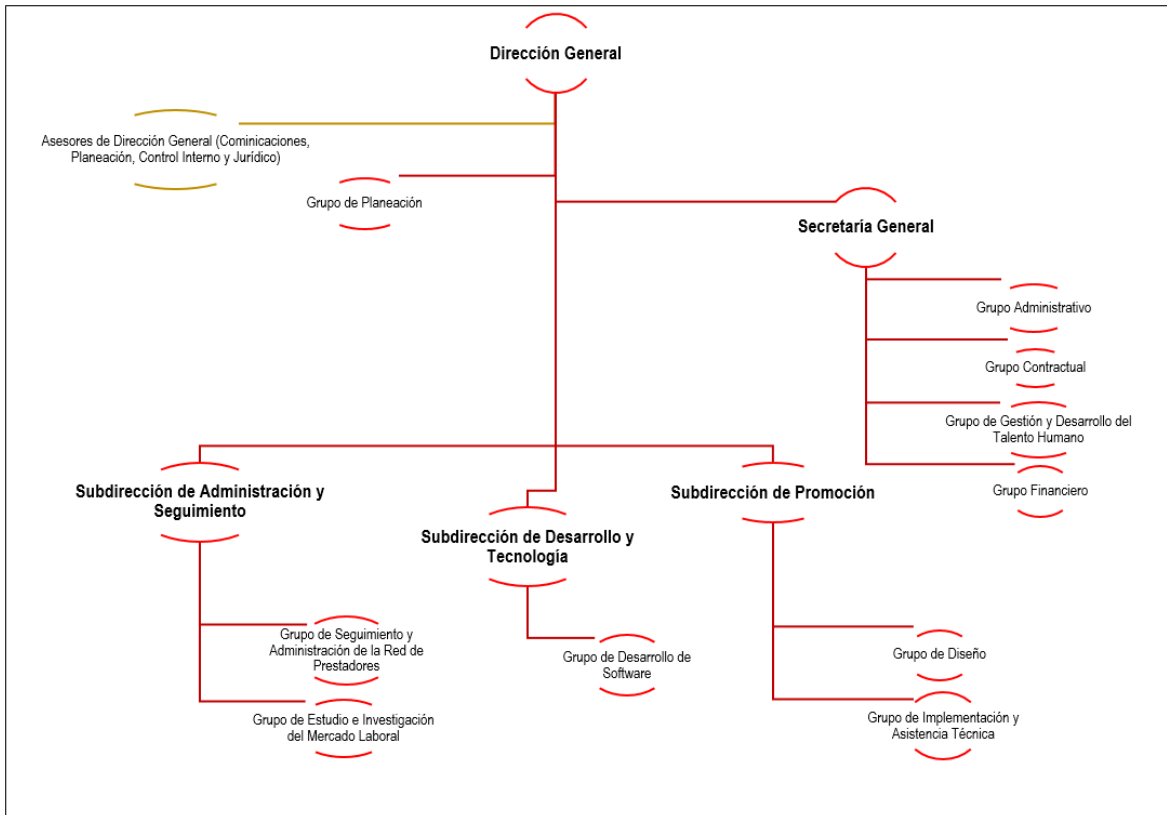 Dirección General
Asesores de Dirección General (Cominicaciones,
Planeación, Control Interno y Jurídico)
Grupo de Planeación
Secretaría General
Grupo Administrativo
Grupo Contractual
Grupo de Gestión y Desarrollo del
Talento Humano
Grupo Financiero
Subdirección de Administración y
Seguimiento
Subdirección de Desarrollo y
Tecnología
Subdirección de Promoción
Grupo de Seguimiento y
Administración de la Red de
Prestadores
Grupo de Estudio e Investigación
del Mercado Laboral
Grupo de Desarrollo de
Software
Grupo de Diseño
Grupo de Implementación y
Asistencia Técnica